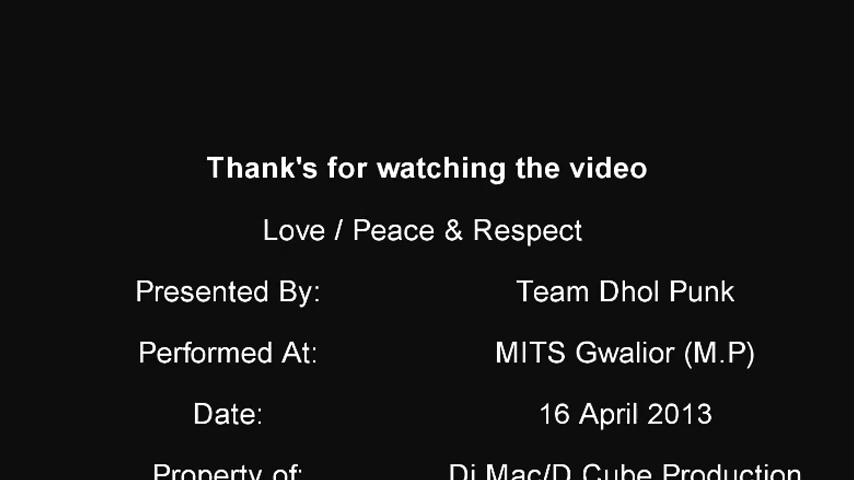 Thank's for watching the video
Love / Peace & Respect
Presented By: Team Dhol Punk
Performed At: MITS Gwalior (M.P)
Date: 16 April 2013
Property of: Dj Mac/D Cube Production